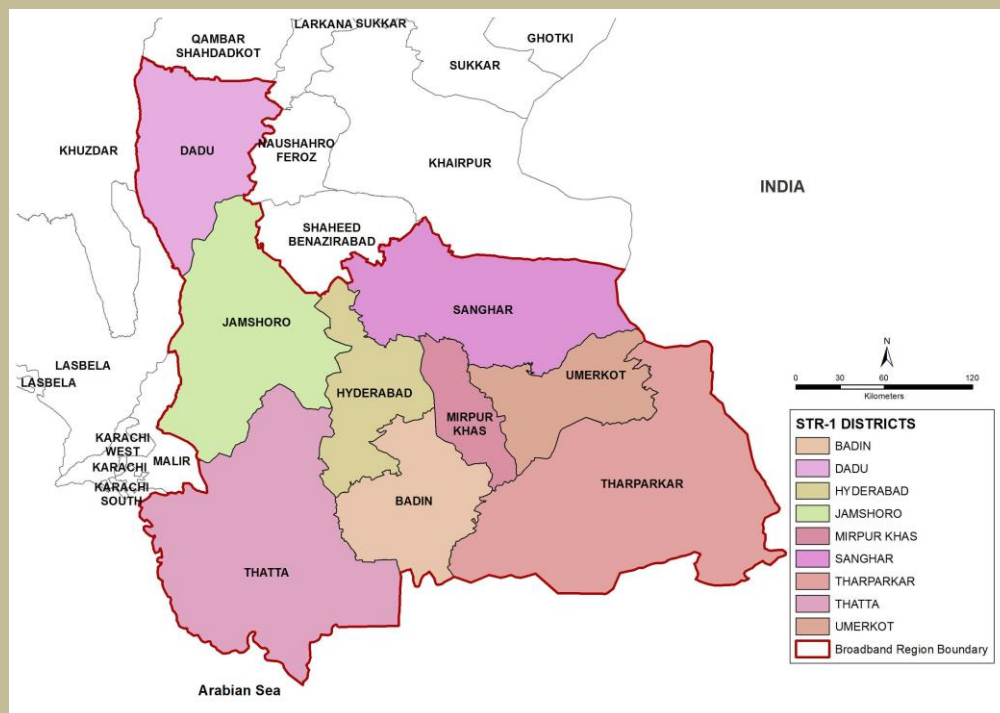 LARKANA
SUKKAR
QAMBAR
SHAHDADKOT
GHOTKI
SUKKAR
KHUZDAR
DADU
NAUSHAHRO
FEROZ
KHAIRPUR
INDIA
SHAHEED
BENAZIRABAD
SANGHAR
JAMSHORO
LASBELA
LASBELA
HYDERABAD
UMERKOT
MIRPUR
KHAS
KARACHI
WEST
KARACHI
MALIR
KARACHI
SOUTH
THARPARKAR
BADIN
THATTA
Arabian Sea
N
0 30 60 120
Kilometers
STR-1 DISTRICTS
BADIN
DADU
HYDERABAD
JAMSHORO
MIRPUR KHAS
SANGHAR
THARPARKAR
THATTA
UMERKOT
Broadband Region Boundary